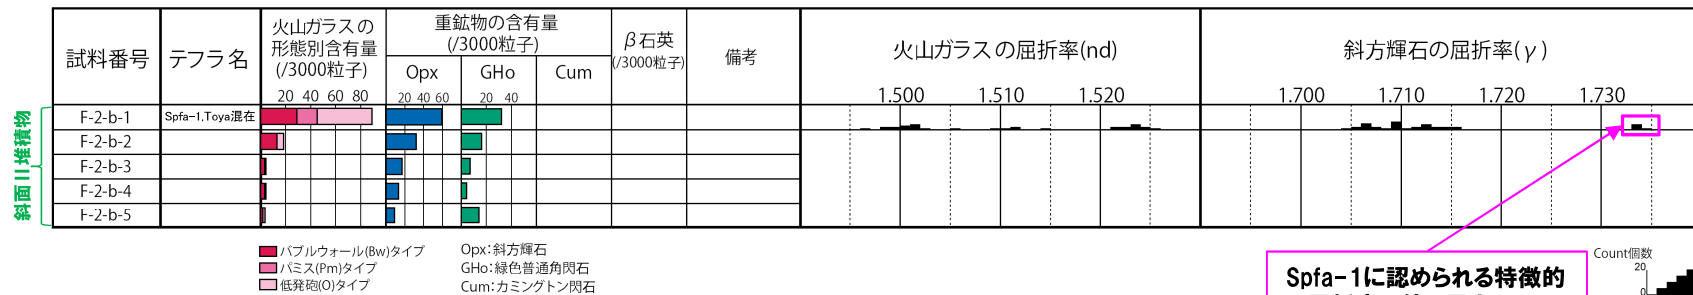 試料番号
テフラ名
火山ガラスの
形態別含有量
(/3000粒子)
20 40 60 80
重鉱物の含有量
(/3000粒子)
Opx
GHo
Cum
20 40 60
20 40
β石英
(/3000粒子)
備考
火山ガラスの屈折率(nd)
1.500 1.510 1.520
斜方輝石の屈折率(γ)
1.700 1.710 1.720 1.730
斜面II堆積物
F-2-b-1 Spfa-1,Toya混在
F-2-b-2
F-2-b-3
F-2-b-4
F-2-b-5
バブルウォール(Bw)タイプ
パミス(Pm)タイプ
低発泡(O)タイプ
Opx:斜方輝石
GHo:緑色普通角閃石
Cum:カミングトン閃石
Spfa-1に認められる特徴的
Count個数
20
0